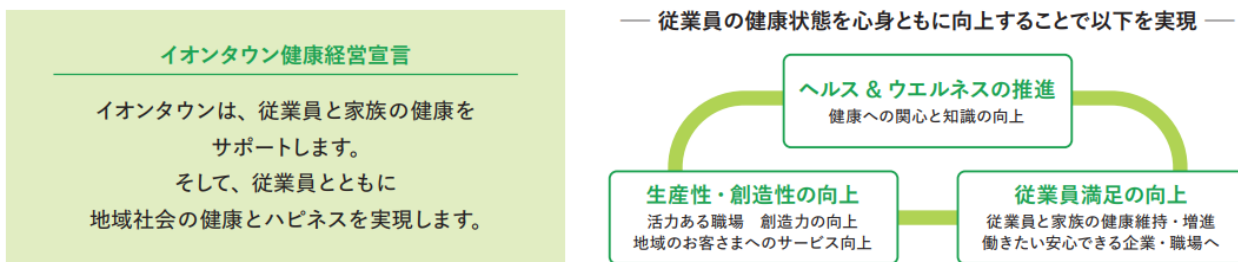 イオンタウン健康経営宣言
イオンタウンは、従業員と家族の健康を
サポートします。
そして、従業員とともに
地域社会の健康とハピネスを実現します。
従業員の健康状態を心身ともに向上することで以下を実現
ヘルス & ウエルネスの推進
健康への関心と知識の向上
生産性・創造性の向上
活力ある職場　創造力の向上
地域のお客さまへのサービス向上
従業員満足の向上
従業員と家族の健康維持・増進
働きたい安心できる企業・職場へ